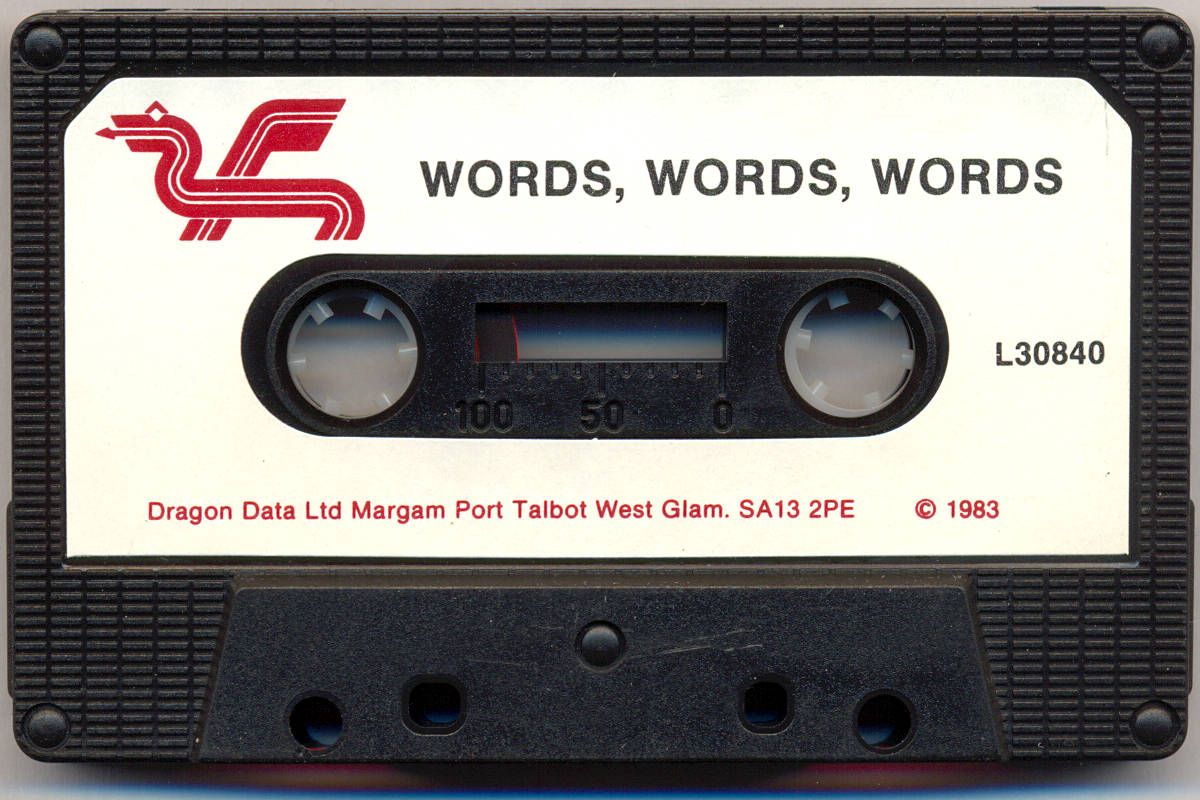 WORDS, WORDS, WORDS
L30840
100 50 0
Dragon Data Ltd Margam Port Talbot West Glam. SA13 2PE © 1983